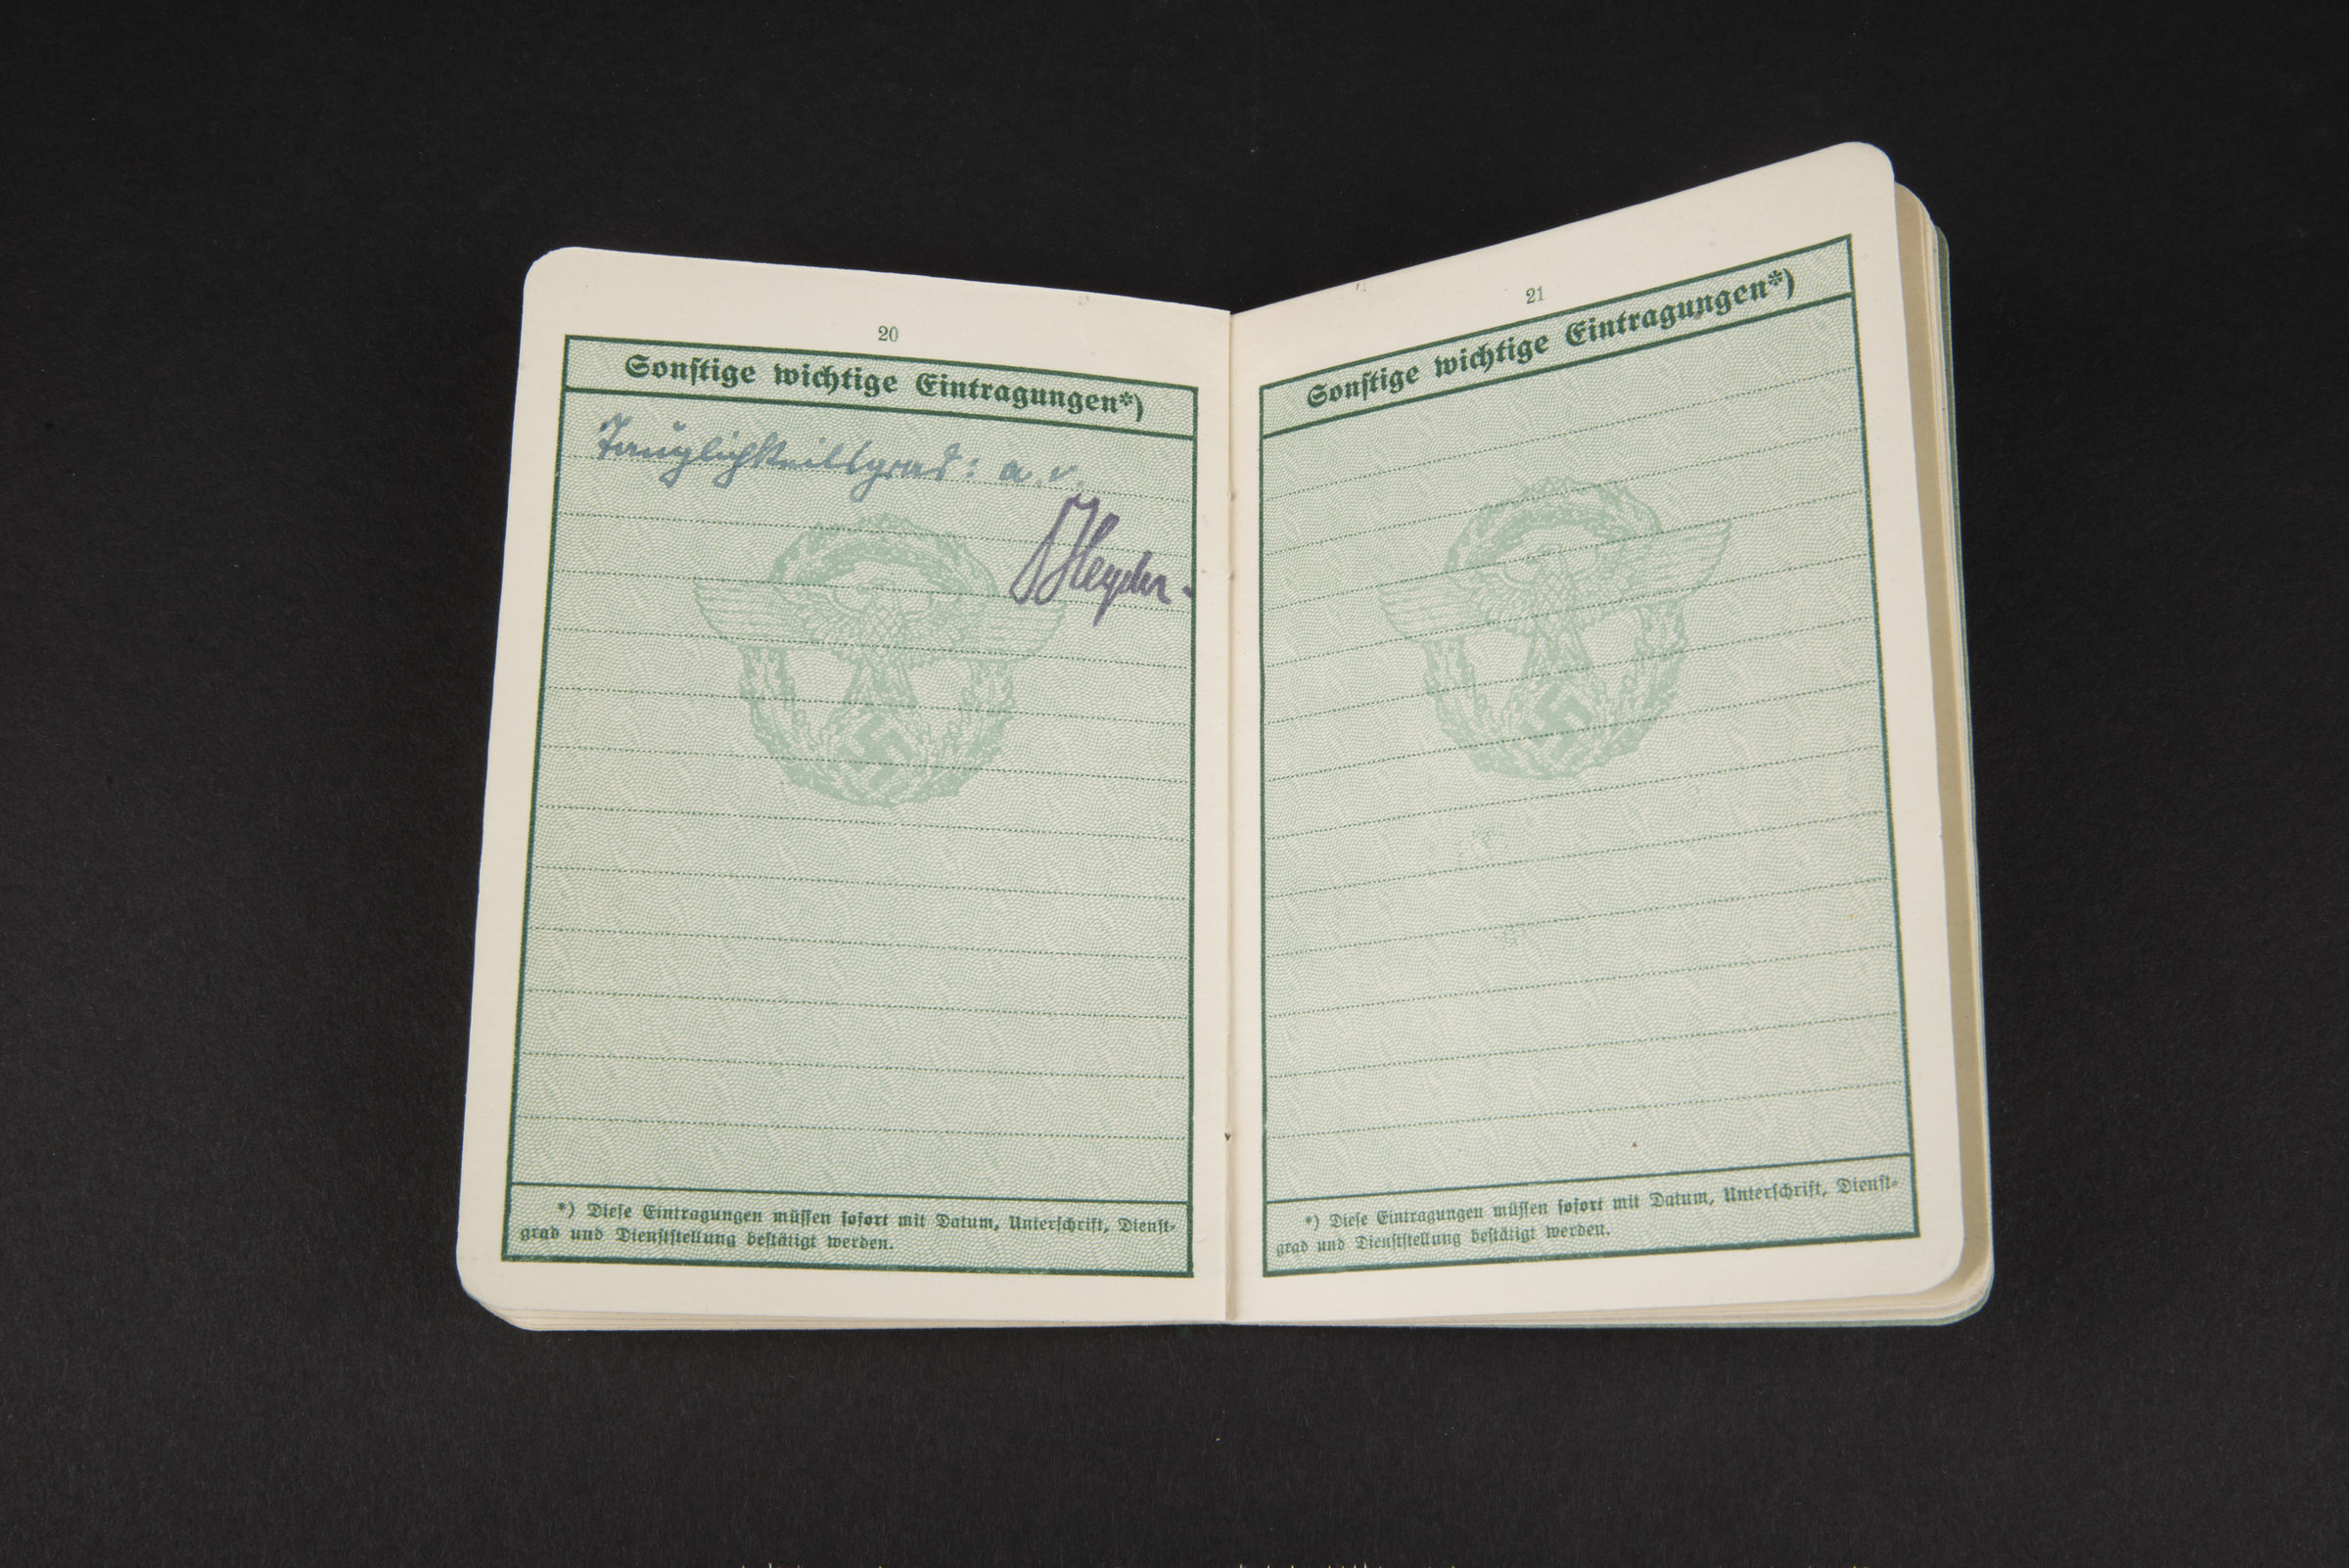 20
Sonstige wichtige Eintragungen*)
Tauglichkeitsgrad: a.v.
*) Diese Eintragungen müssen sofort mit Datum, Unterschrift, Dienst-
grad und Dienststellung bestätigt werden.
21
Sonstige wichtige Eintragungen*)
*) Diese Eintragungen müssen sofort mit Datum, Unterschrift, Dienst-
grad und Dienststellung bestätigt werden.